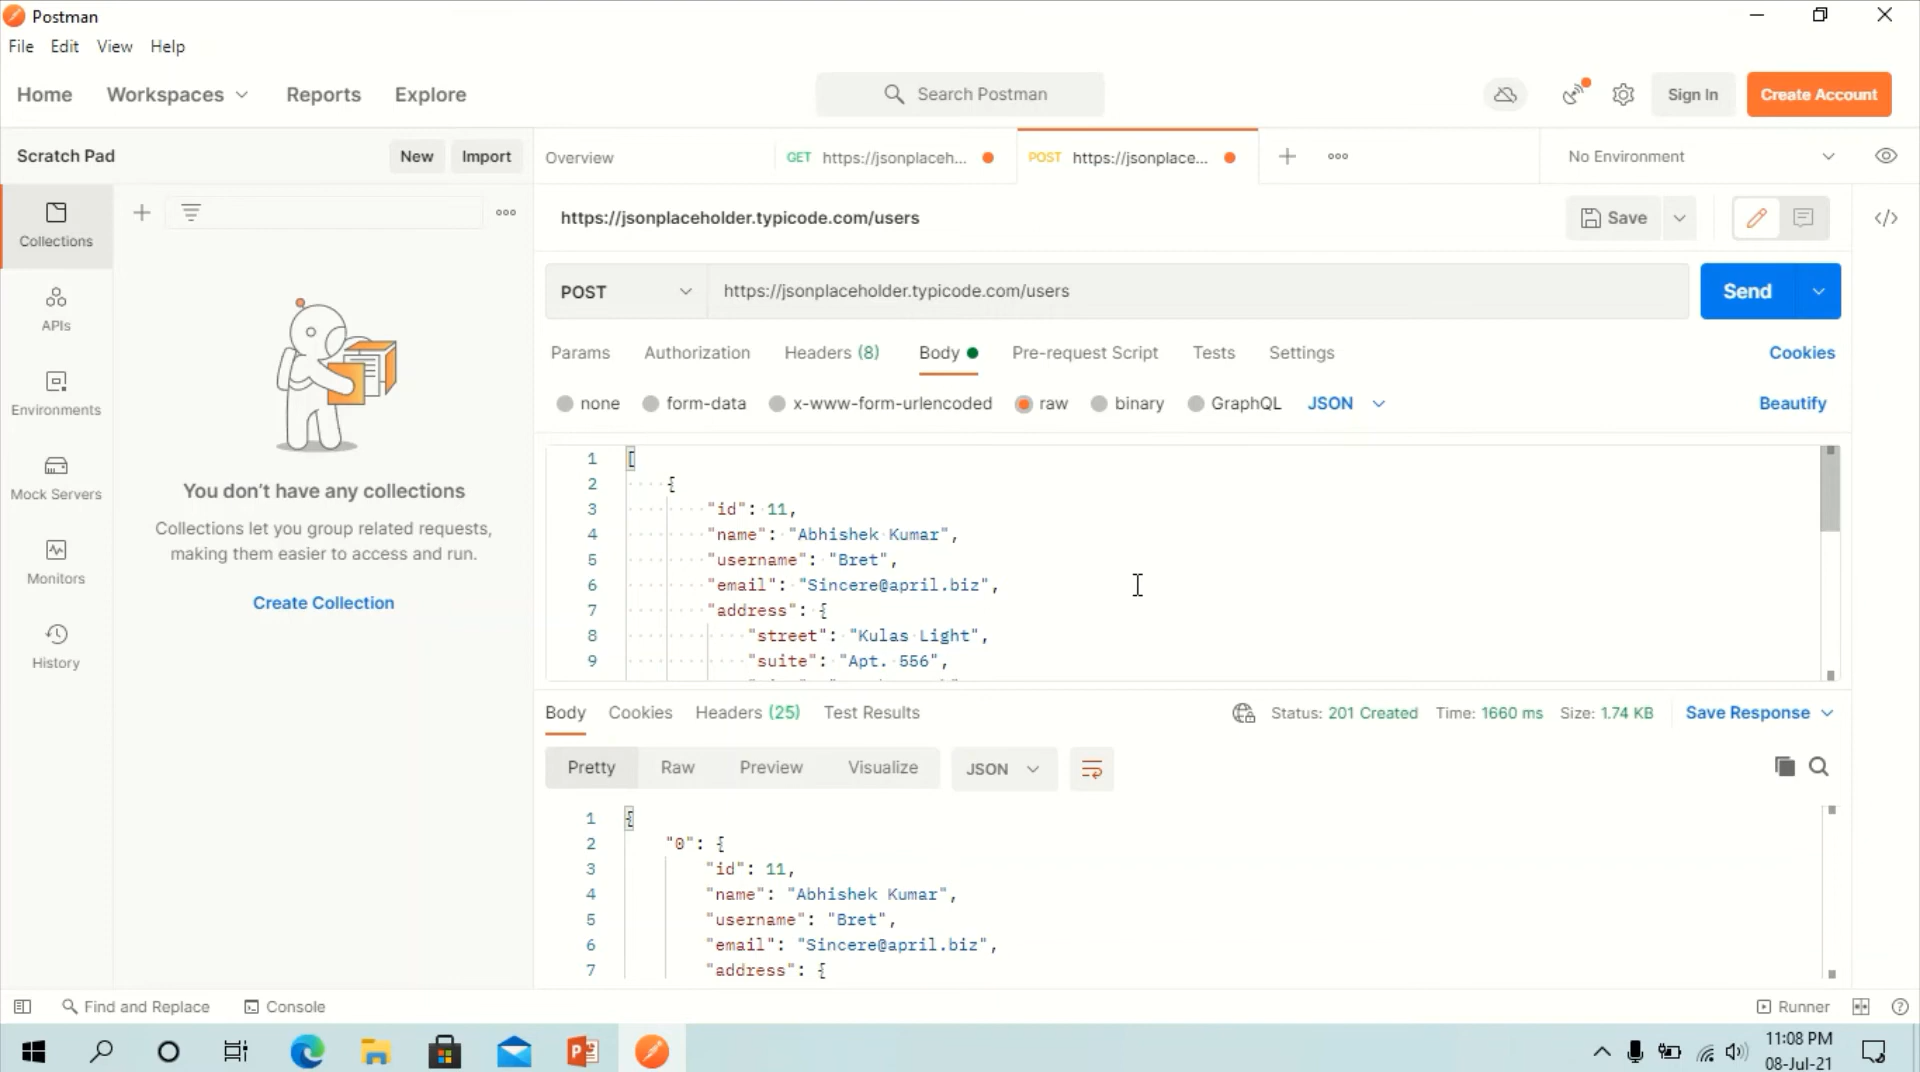 Postman
File Edit View Help
Home Workspaces Reports Explore
Search Postman
Sign In
Create Account
Scratch Pad
New Import
Overview
GET https://jsonplaceh...
POST https://jsonplace...
No Environment
Collections
APIs
Environments
Mock Servers
Monitors
History
You don't have any collections
Collections let you group related requests,
making them easier to access and run.
Create Collection
https://jsonplaceholder.typicode.com/users
Save
POST https://jsonplaceholder.typicode.com/users
Send
Params Authorization Headers (8) Body Pre-request Script Tests Settings Cookies
none form-data x-www-form-urlencoded raw binary GraphQL JSON Beautify
1 [
2 {
3 "id": 11,
4 "name": "Abhishek Kumar",
5 "username": "Bret",
6 "email": "Sincere@april.biz",
7 "address": {
8 "street": "Kulas Light",
9 "suite": "Apt. 556",
Body Cookies Headers (25) Test Results Status: 201 Created Time: 1660 ms Size: 1.74 KB Save Response
Pretty Raw Preview Visualize JSON
1 {
2 "0": {
3 "id": 11,
4 "name": "Abhishek Kumar",
5 "username": "Bret",
6 "email": "Sincere@april.biz",
7 "address": {
Find and Replace Console Runner
11:08 PM
08-Jul-21